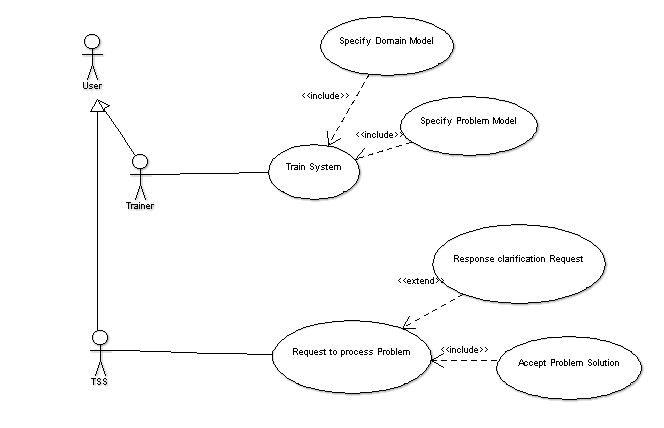 Specify Domain Model
User
<<include>>
Specify Problem Model
<<include>>
Train System
Trainer
Response clarification Request
<<extend>>
Request to process Problem
<<include>>
Accept Problem Solution
TSS